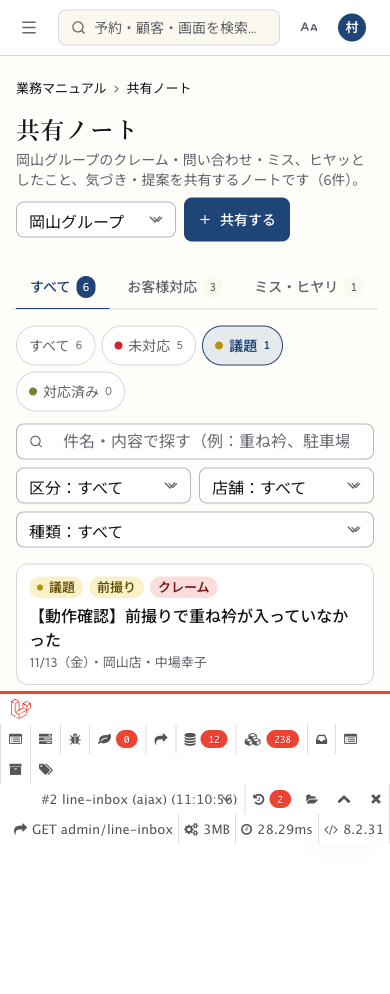 予約・顧客・画面を検索...
AA
村
業務マニュアル › 共有ノート
共有ノート
岡山グループのクレーム・問い合わせ・ミス、ヒヤッと
したこと、気づき・提案を共有するノートです（6件）。
岡山グループ
＋ 共有する
すべて 6 お客様対応 3 ミス・ヒヤリ 1
すべて 6 未対応 5 議題 1
対応済み 0
件名・内容で探す（例：重ね衿、駐車場
区分：すべて 店舗：すべて
種類：すべて
議題 前撮り クレーム
【動作確認】前撮りで重ね衿が入っていなか
った
11/13（金）・岡山店・中場幸子
0 12 238
#2 line-inbox (ajax) (11:10:56) 2
GET admin/line-inbox 3MB 28.29ms 8.2.31